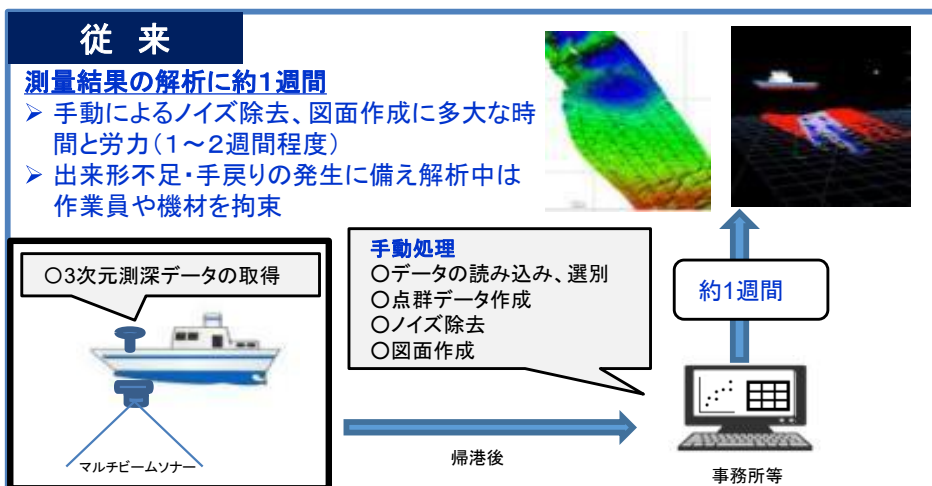 従 来
測量結果の解析に約1週間
➢ 手動によるノイズ除去、図面作成に多大な時
間と労力(1～2週間程度)
➢ 出来形不足・手戻りの発生に備え解析中は
作業員や機材を拘束
○3次元測深データの取得
マルチビームソナー
手動処理
○データの読み込み、選別
○点群データ作成
○ノイズ除去
○図面作成
帰港後
約1週間
事務所等